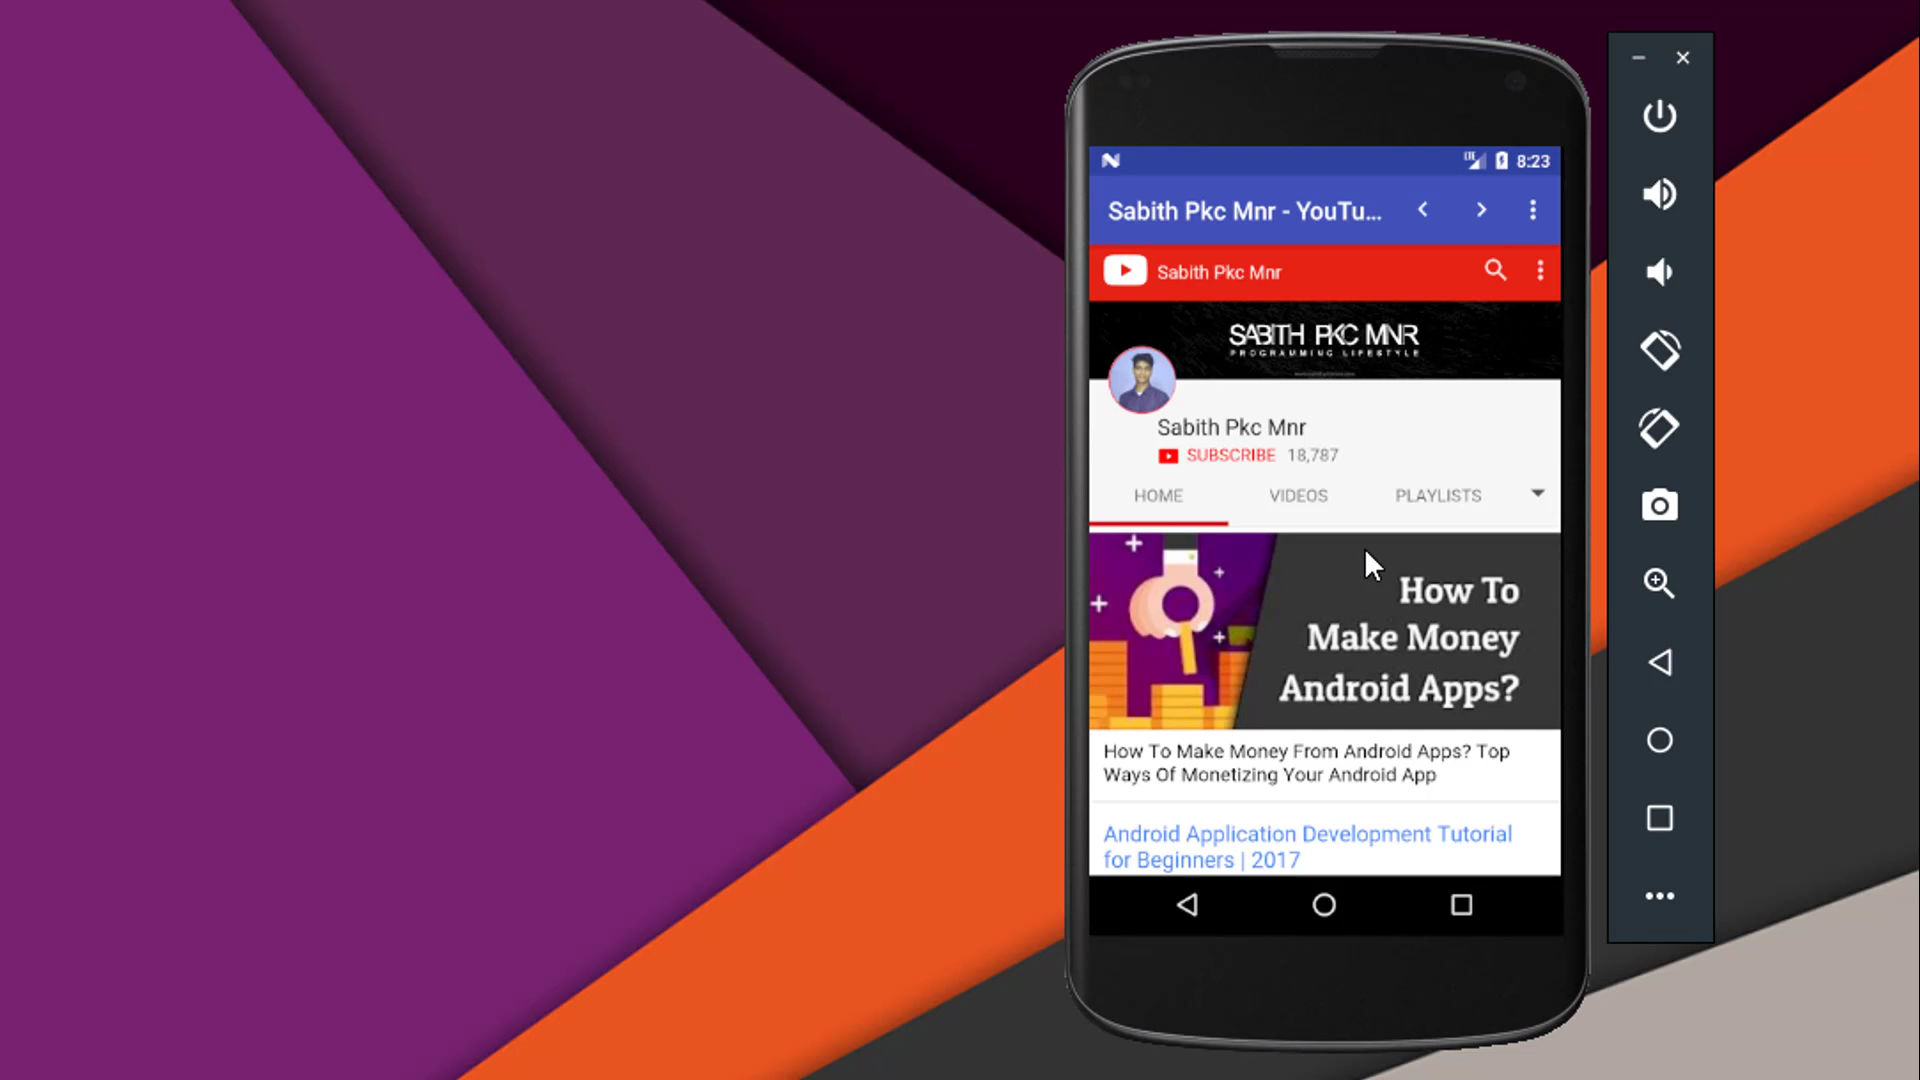 LTE 8:23
Sabith Pkc Mnr - YouTu...
Sabith Pkc Mnr
SABITH PKC MNR
PROGRAMMING LIFESTYLE
Sabith Pkc Mnr
SUBSCRIBE 18,787
HOME VIDEOS PLAYLISTS
How To
Make Money
Android Apps?
How To Make Money From Android Apps? Top
Ways Of Monetizing Your Android App
Android Application Development Tutorial
for Beginners | 2017